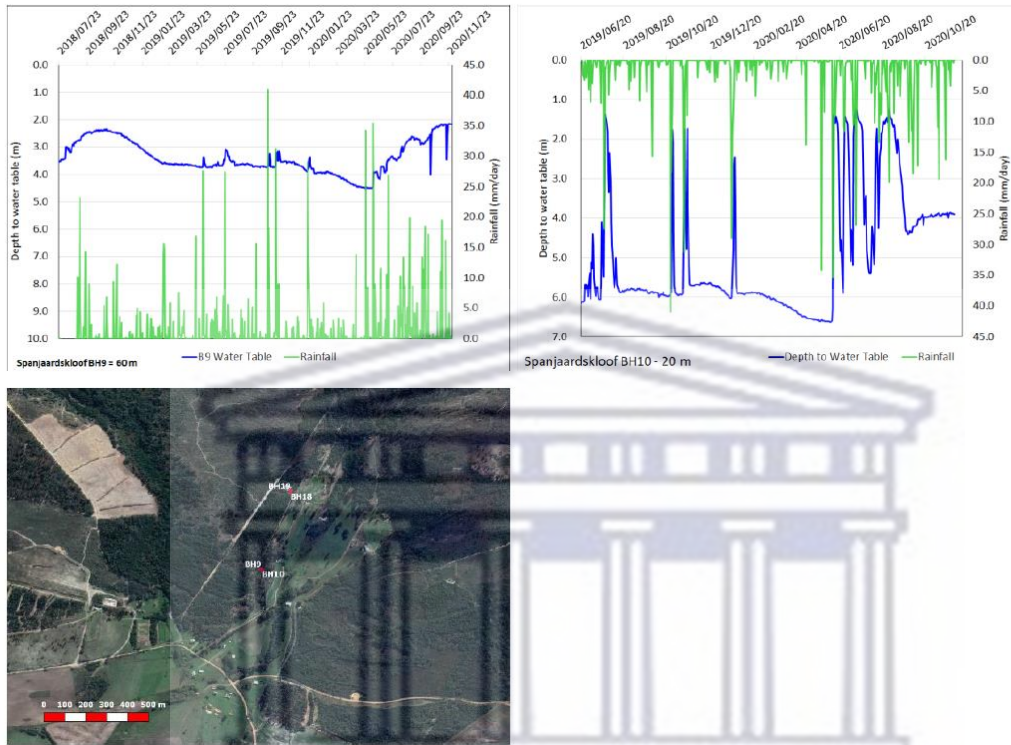 2018/07/23 2018/09/23 2018/11/23 2019/01/23 2019/03/23 2019/05/23 2019/07/23 2019/09/23 2019/11/23 2020/01/23 2020/03/23 2020/05/23 2020/07/23 2020/09/23 2020/11/23
0.0
1.0
2.0
3.0
4.0
5.0
6.0
7.0
8.0
9.0
10.0
Depth to water table (m)
45.0
40.0
35.0
30.0
25.0
20.0
15.0
10.0
5.0
0.0
Rainfall (mm/day)
Spanjaardskloof BH9 = 60 m
B9 Water Table
Rainfall
2019/06/20 2019/08/20 2019/10/20 2019/12/20 2020/02/20 2020/04/20 2020/06/20 2020/08/20 2020/10/20
0.0
1.0
2.0
3.0
4.0
5.0
6.0
7.0
Depth to water table (m)
0.0
5.0
10.0
15.0
20.0
25.0
30.0
35.0
40.0
45.0
Rainfall (mm/day)
Spanjaardskloof BH10 - 20 m
Depth to Water Table
Rainfall
BH19
BH18
BH9
BH10
0 100 200 300 400 500 m